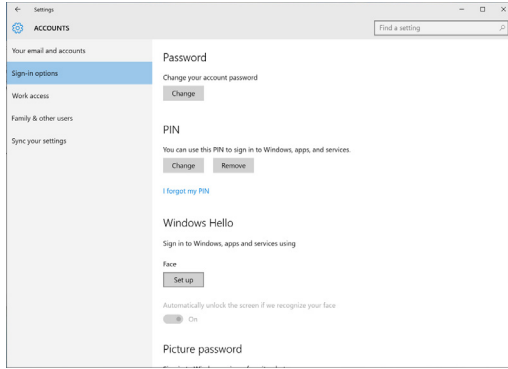 Settings
ACCOUNTS
Find a setting
Your email and accounts
Sign-in options
Work access
Family & other users
Sync your settings
Password
Change your account password
Change
PIN
You can use this PIN to sign in to Windows, apps, and services.
Change Remove
I forgot my PIN
Windows Hello
Sign in to Windows, apps and services using
Face
Set up
Automatically unlock the screen if we recognize your face
On
Picture password